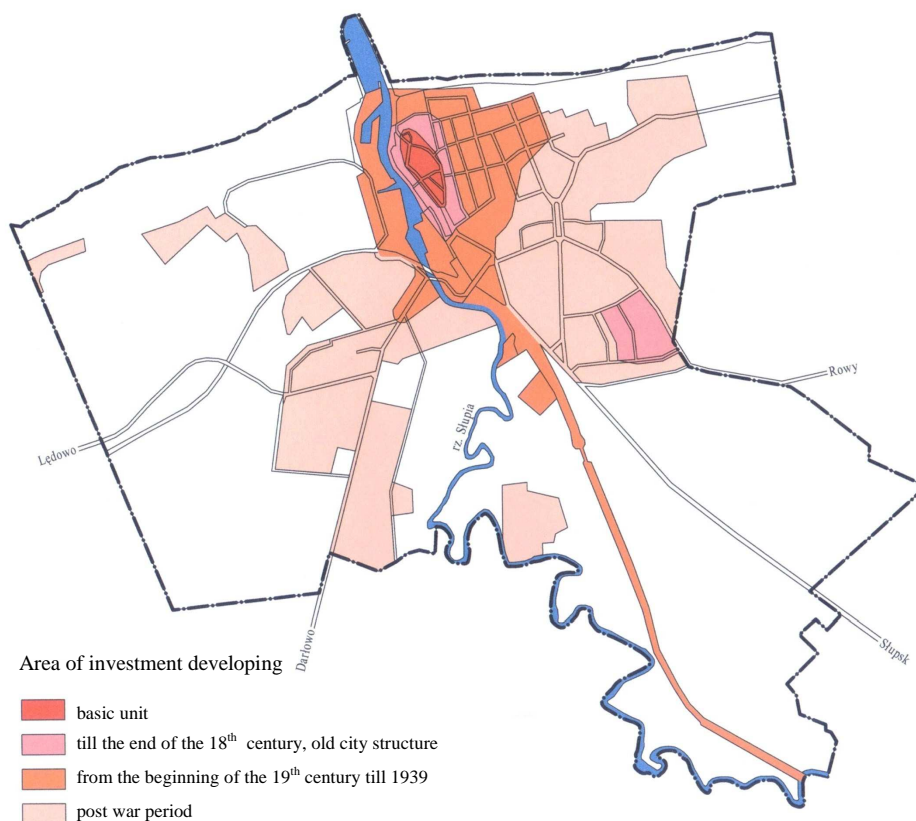 Rowy
Lędowo
rz. Słupia
Darłowo
Słupsk
Area of investment developing
basic unit
till the end of the 18th century, old city structure
from the beginning of the 19th century till 1939
post war period